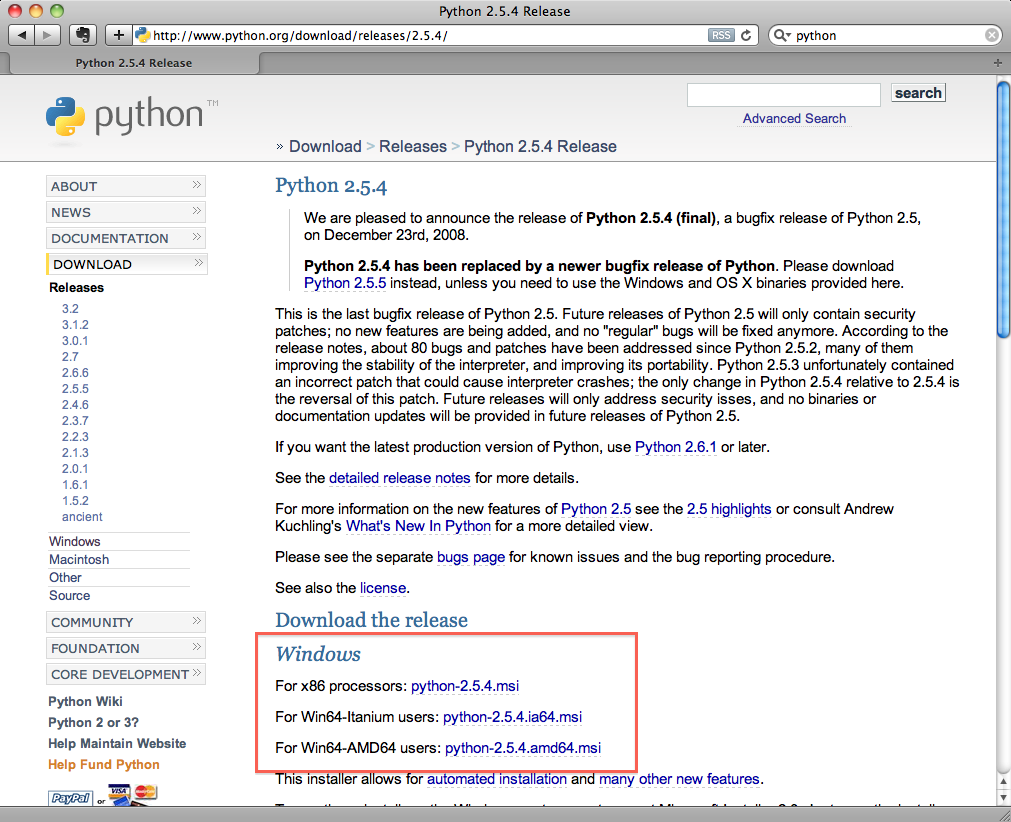 Python 2.5.4 Release
http://www.python.org/download/releases/2.5.4/
RSS
python
Python 2.5.4 Release
python™
search
Advanced Search
» Download > Releases > Python 2.5.4 Release
ABOUT »
NEWS »
DOCUMENTATION »
DOWNLOAD »
Releases
3.2
3.1.2
3.0.1
2.7
2.6.6
2.5.5
2.4.6
2.3.7
2.2.3
2.1.3
2.0.1
1.6.1
1.5.2
ancient
Windows
Macintosh
Other
Source
COMMUNITY »
FOUNDATION »
CORE DEVELOPMENT »
Python Wiki
Python 2 or 3?
Help Maintain Website
Help Fund Python
PayPal or VISA MasterCard
Python 2.5.4
We are pleased to announce the release of Python 2.5.4 (final), a bugfix release of Python 2.5,
on December 23rd, 2008.
Python 2.5.4 has been replaced by a newer bugfix release of Python. Please download
Python 2.5.5 instead, unless you need to use the Windows and OS X binaries provided here.
This is the last bugfix release of Python 2.5. Future releases of Python 2.5 will only contain security
patches; no new features are being added, and no "regular" bugs will be fixed anymore. According to the
release notes, about 80 bugs and patches have been addressed since Python 2.5.2, many of them
improving the stability of the interpreter, and improving its portability. Python 2.5.3 unfortunately contained
an incorrect patch that could cause interpreter crashes; the only change in Python 2.5.4 relative to 2.5.4 is
the reversal of this patch. Future releases will only address security isses, and no binaries or
documentation updates will be provided in future releases of Python 2.5.
If you want the latest production version of Python, use Python 2.6.1 or later.
See the detailed release notes for more details.
For more information on the new features of Python 2.5 see the 2.5 highlights or consult Andrew
Kuchling's What's New In Python for a more detailed view.
Please see the separate bugs page for known issues and the bug reporting procedure.
See also the license.
Download the release
Windows
For x86 processors: python-2.5.4.msi
For Win64-Itanium users: python-2.5.4.ia64.msi
For Win64-AMD64 users: python-2.5.4.amd64.msi
This installer allows for automated installation and many other new features.